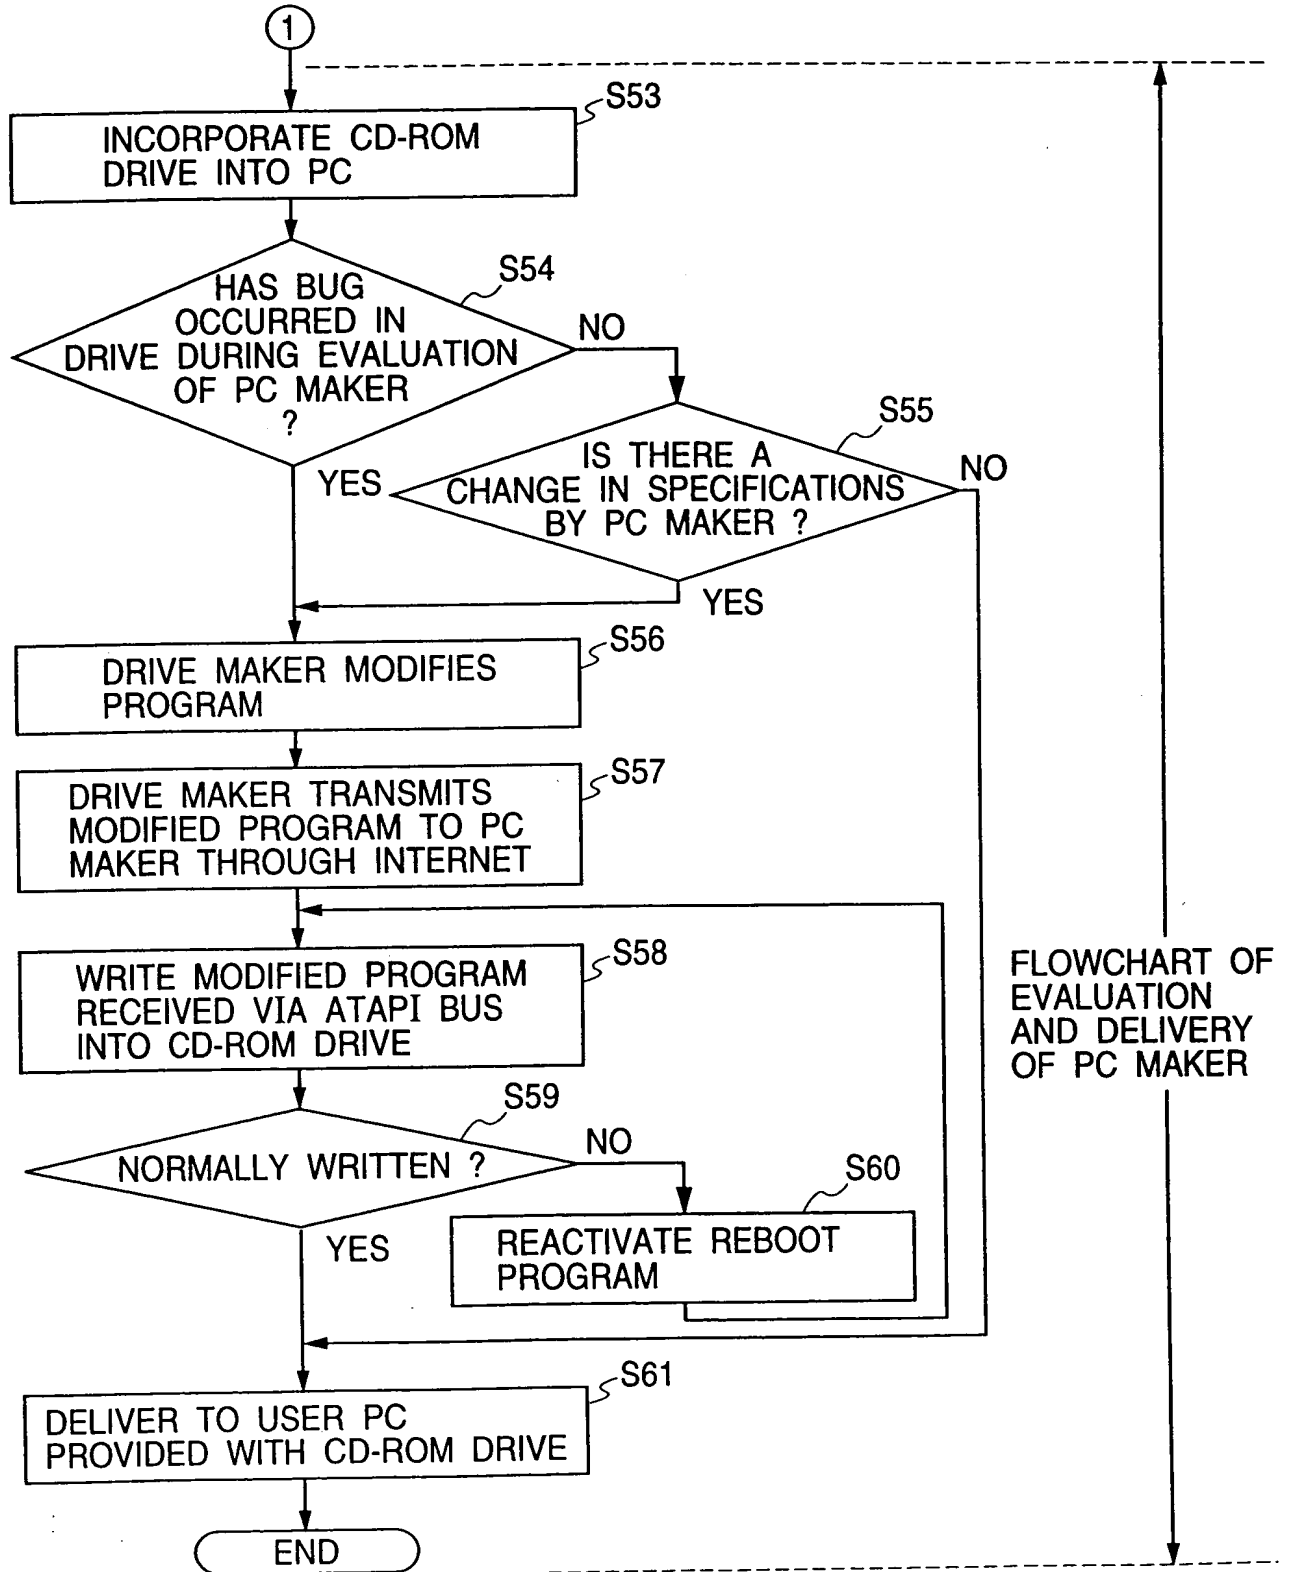 1
S53
INCORPORATE CD-ROM
DRIVE INTO PC
S54
HAS BUG
OCCURRED IN
DRIVE DURING EVALUATION
OF PC MAKER
?
NO
YES
S55
IS THERE A
CHANGE IN SPECIFICATIONS
BY PC MAKER ?
NO
YES
S56
DRIVE MAKER MODIFIES
PROGRAM
S57
DRIVE MAKER TRANSMITS
MODIFIED PROGRAM TO PC
MAKER THROUGH INTERNET
S58
WRITE MODIFIED PROGRAM
RECEIVED VIA ATAPI BUS
INTO CD-ROM DRIVE
S59
NORMALLY WRITTEN ?
NO
YES
S60
REACTIVATE REBOOT
PROGRAM
S61
DELIVER TO USER PC
PROVIDED WITH CD-ROM DRIVE
END
FLOWCHART OF
EVALUATION
AND DELIVERY
OF PC MAKER